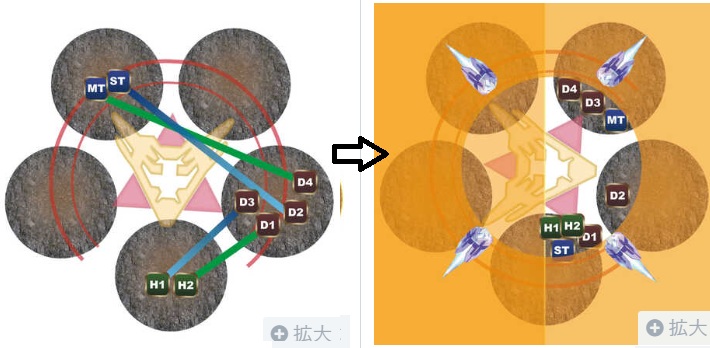 MT ST
D4
D3 D2
D1
H1 H2
拡大
D4
D3
MT
D2
H1 H2 D1
ST
拡大